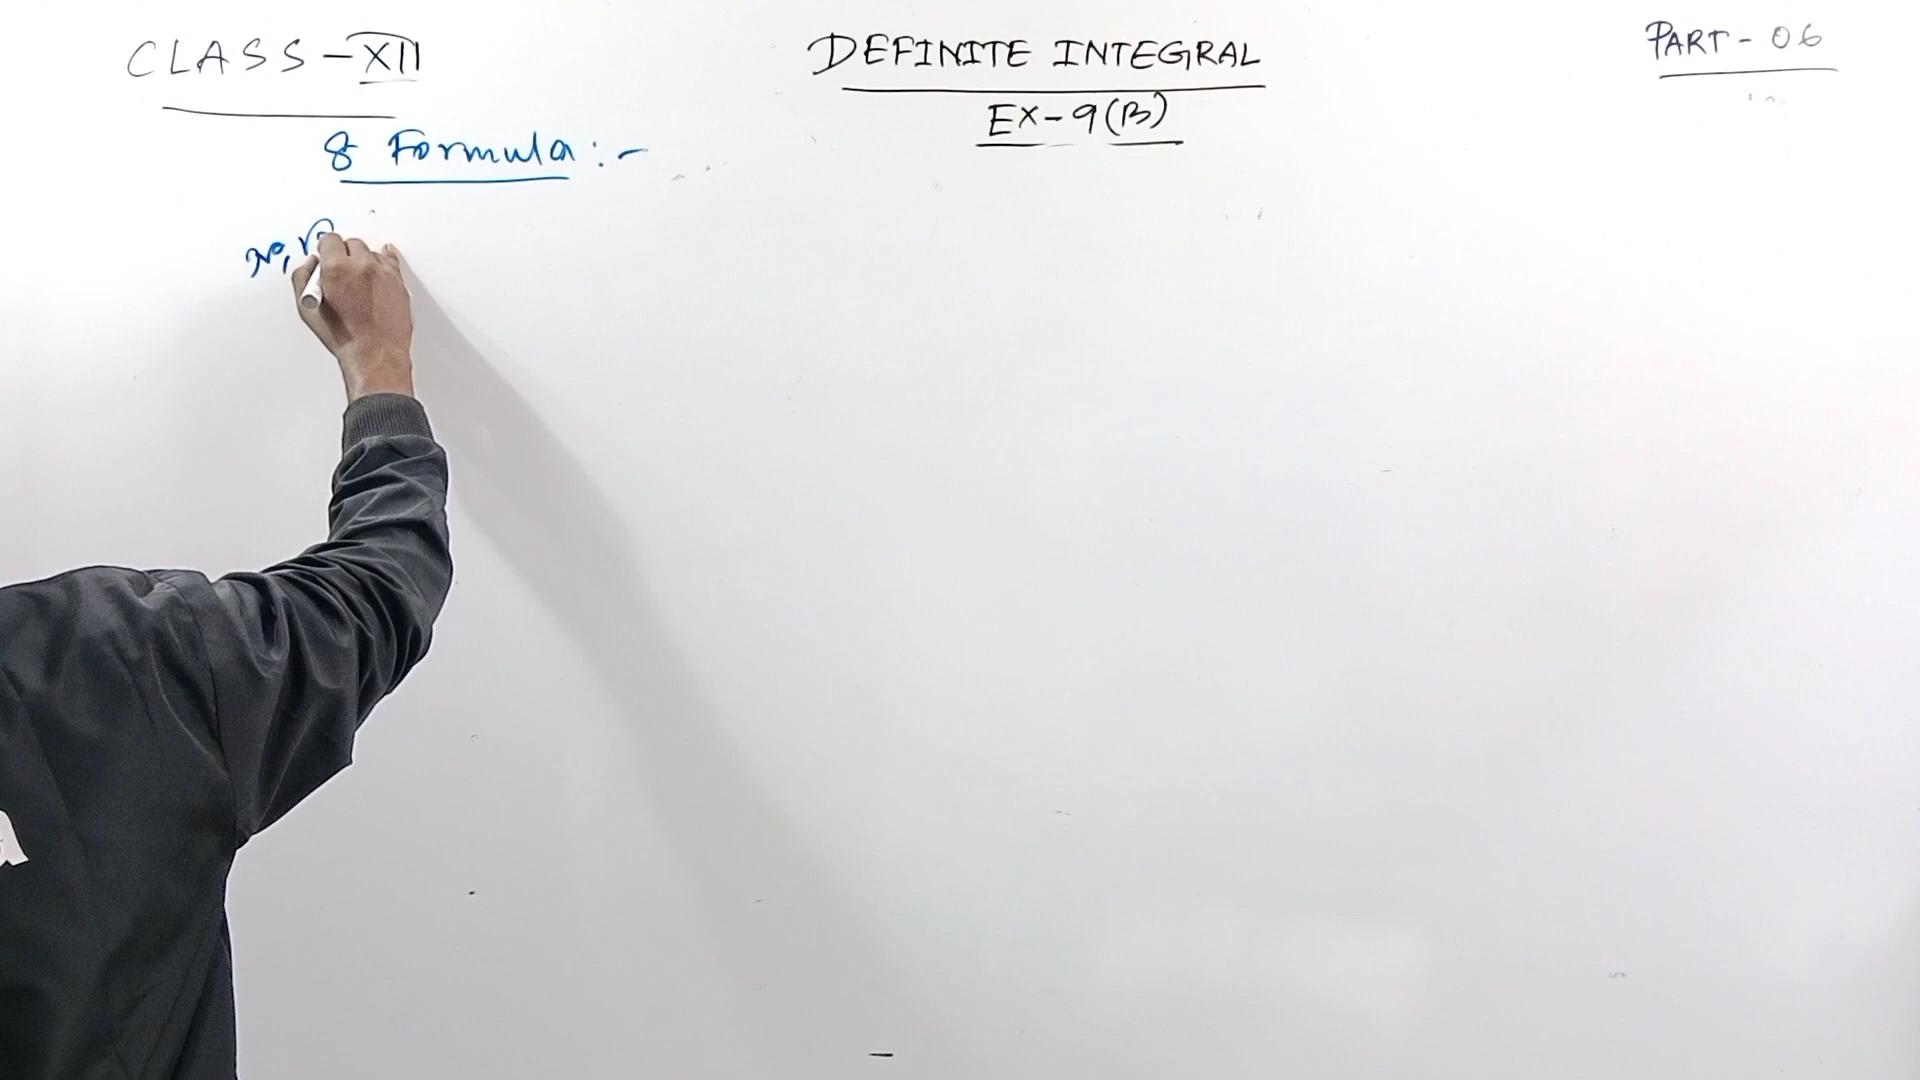 CLASS-XII
DEFINITE INTEGRAL
PART-06
EX-9(B)
8 Formula:-